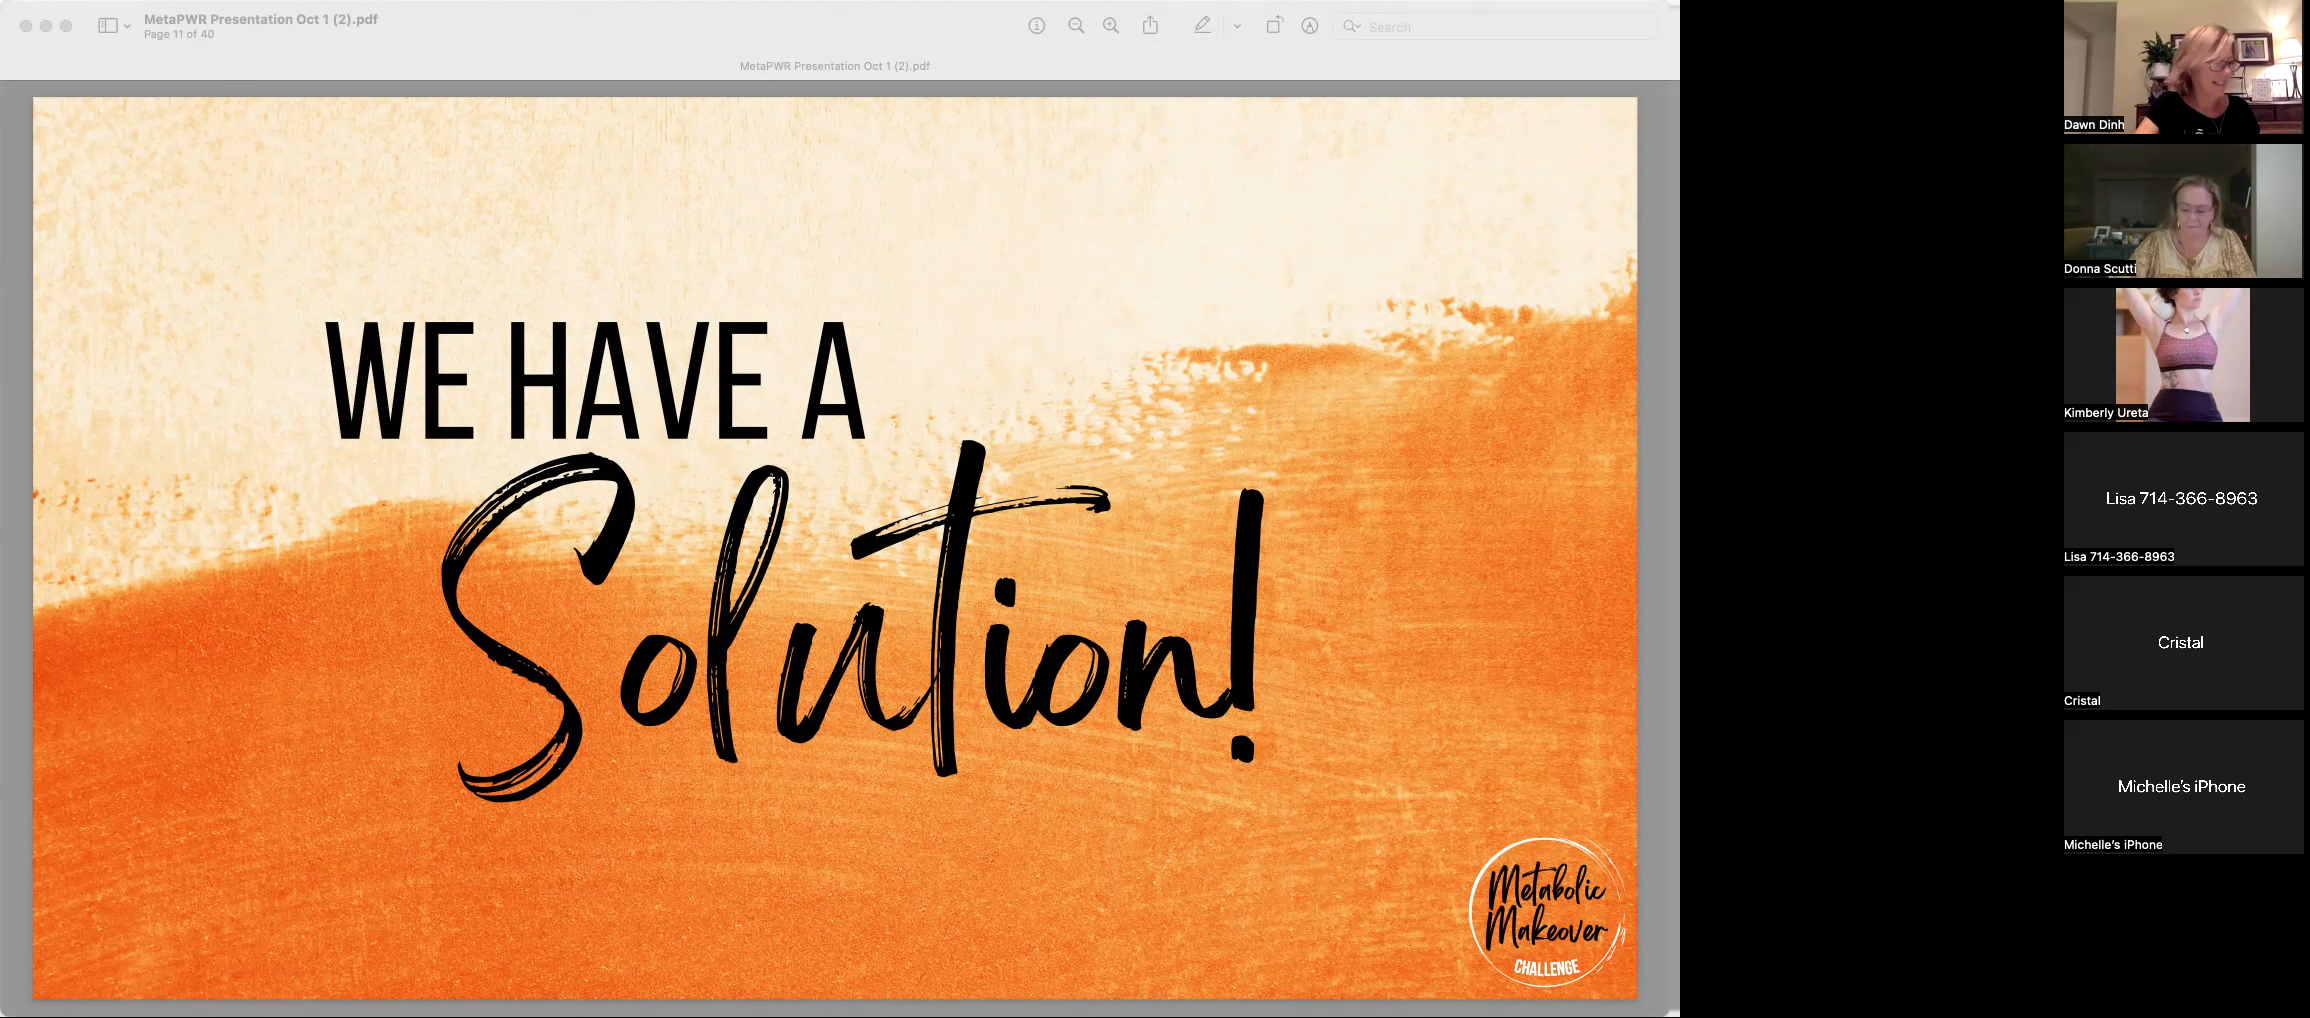 MetaPWR Presentation Oct 1 (2).pdf
Page 11 of 40
Search
MetaPWR Presentation Oct 1 (2).pdf
WE HAVE A
Solution!
Metabolic
Makeover
CHALLENGE
Dawn Dinh
Donna Scutti
Kimberly Ureta
Lisa 714-366-8963
Lisa 714-366-8963
Cristal
Cristal
Michelle's iPhone
Michelle's iPhone